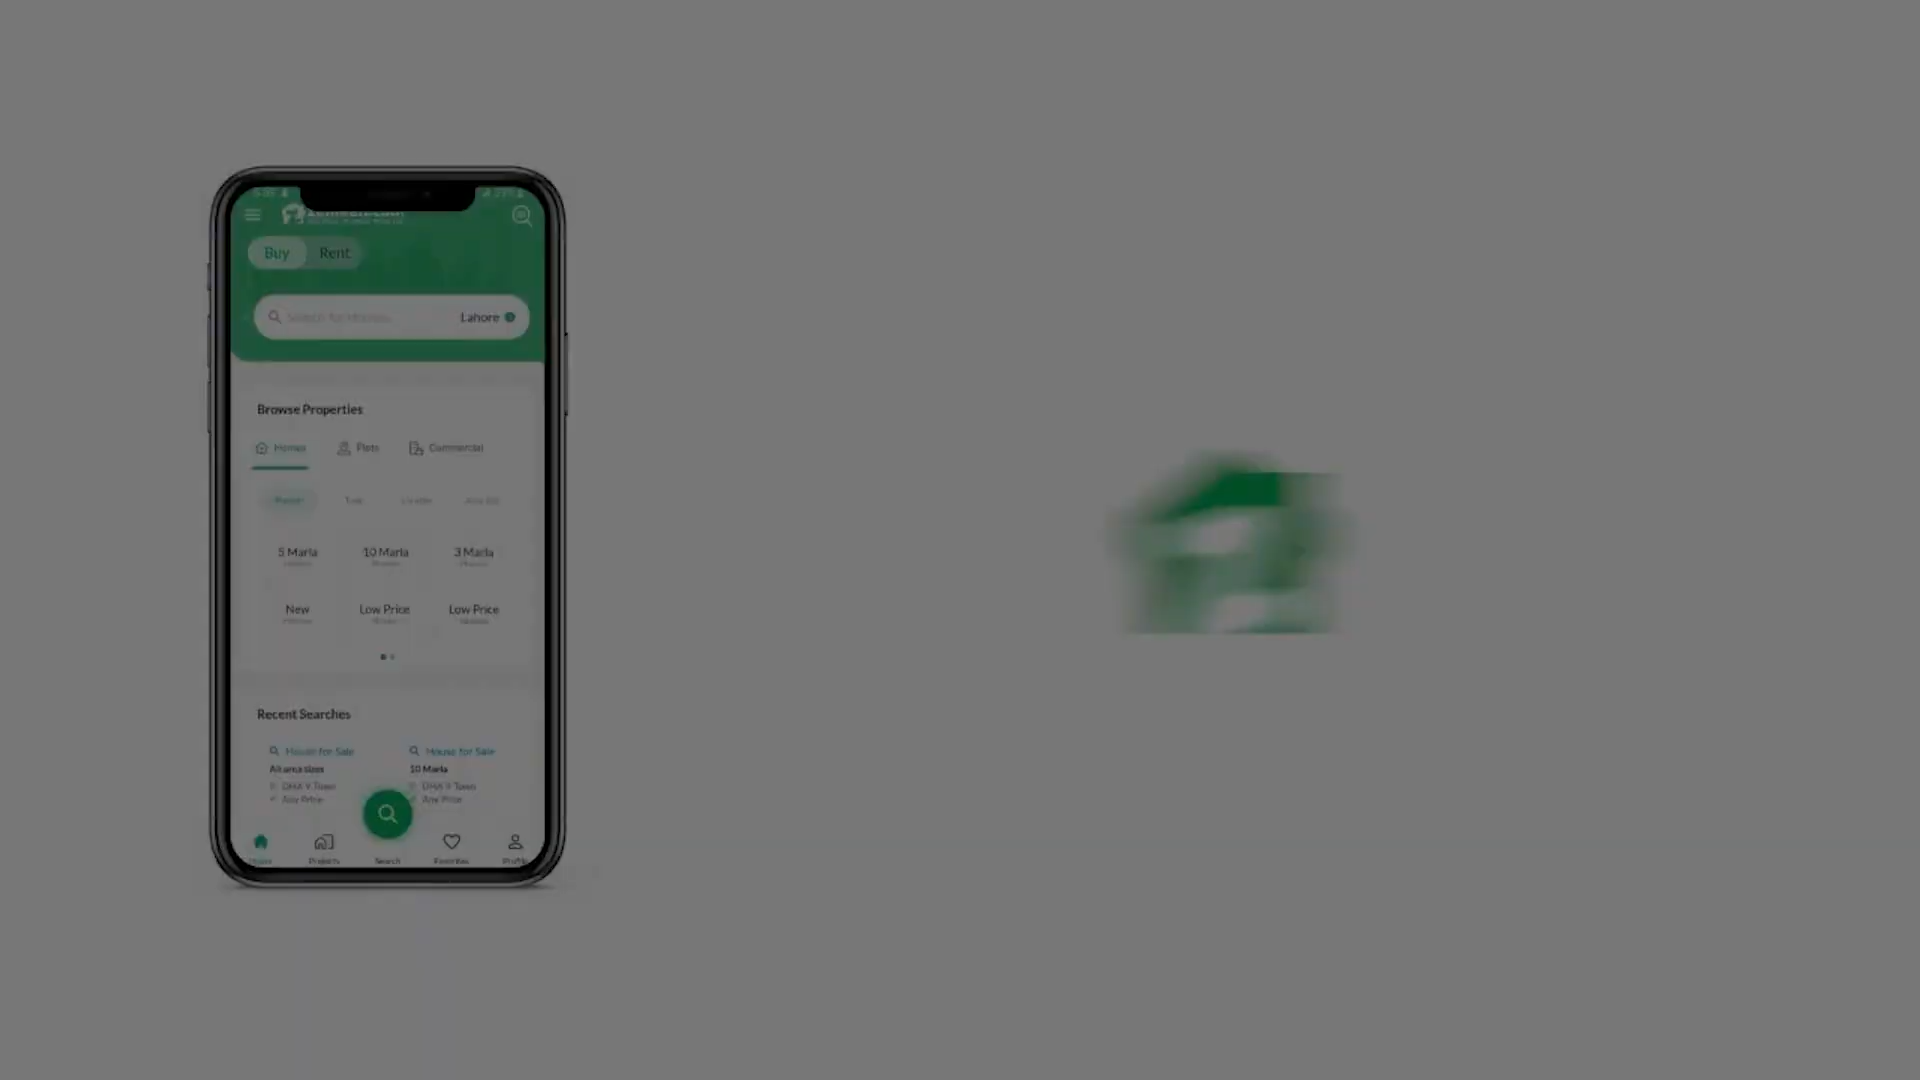 Buy Rent
Search for Homes
Lahore
Browse Properties
Homes Plots Commercial
5 Marla 10 Marla 3 Marla
New Low Price Low Price
Recent Searches
House for Sale House for Sale
All area sizes 10 Marla
DHA 9 Town DHA 9 Town
Any Price Any Price
Home Projects Search Favorites Profile